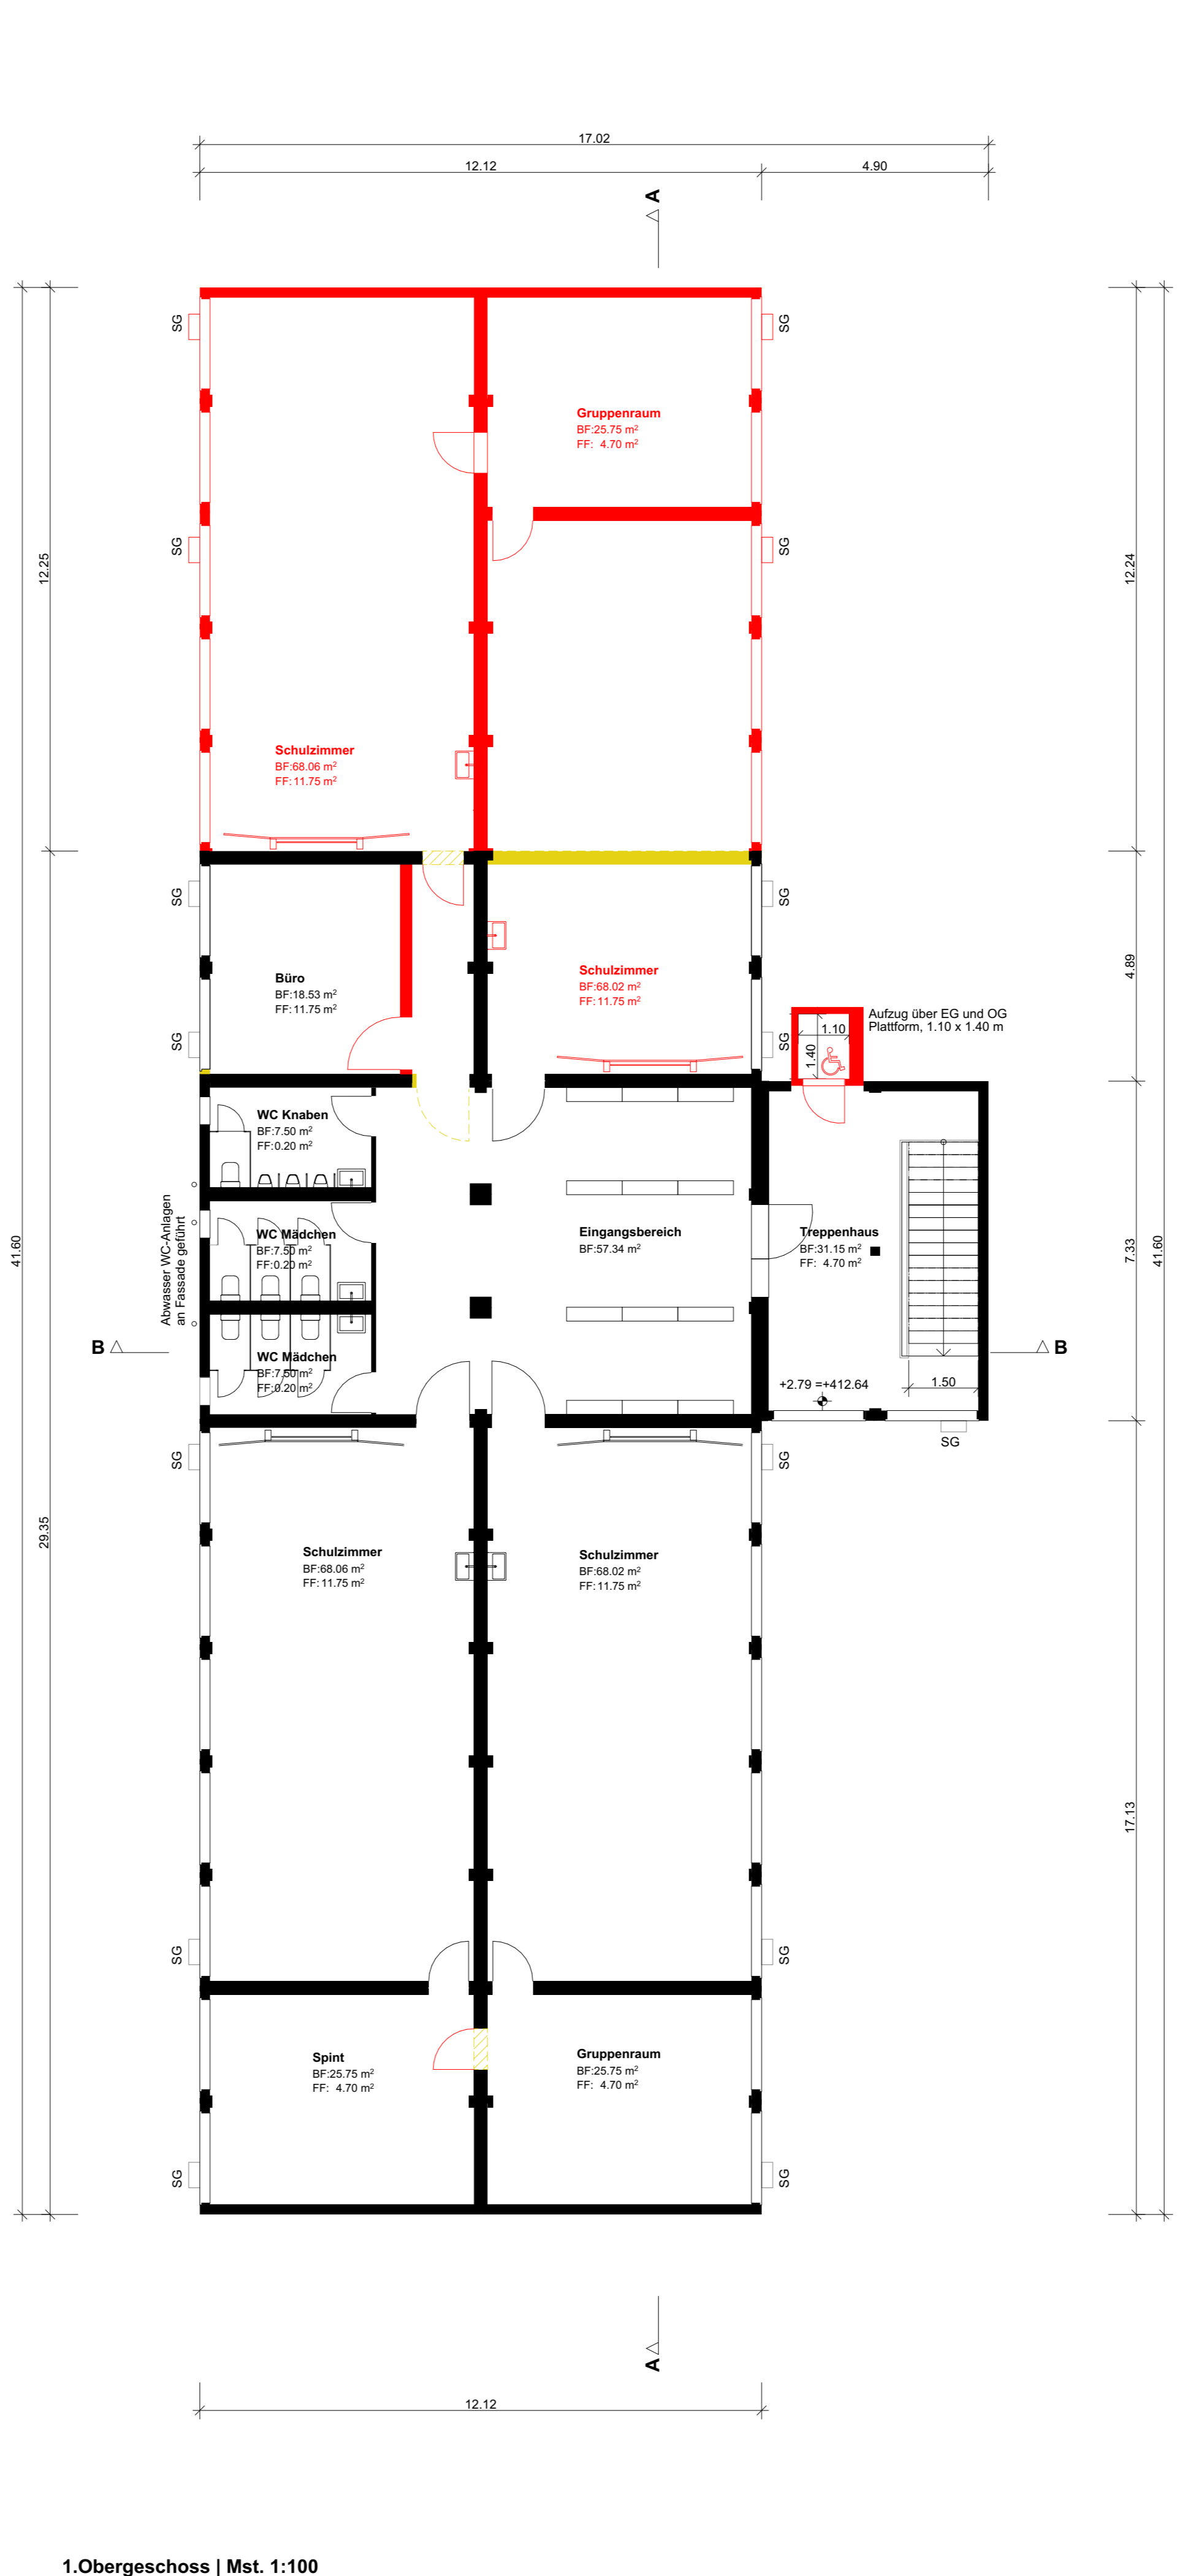 17.02
12.12
4.90
A
SG
SG
Gruppenraum
BF:25.75 m²
FF: 4.70 m²
SG
SG
12.25
12.24
Schulzimmer
BF:68.06 m²
FF:11.75 m²
SG
SG
Büro
BF:18.53 m²
FF:11.75 m²
Schulzimmer
BF:68.02 m²
FF:11.75 m²
4.89
Aufzug über EG und OG
Plattform, 1.10 x 1.40 m
1.10
1.40
SG
SG
WC Knaben
BF:7.50 m²
FF:0.20 m²
Abwasser WC-Anlagen
an Fassade geführt
WC Mädchen
BF:7.50 m²
FF:0.20 m²
Eingangsbereich
BF:57.34 m²
Treppenhaus
BF:31.15 m²
FF: 4.70 m²
41.60
7.33
41.60
B
B
WC Mädchen
BF:7.50 m²
FF:0.20 m²
+2.79 =+412.64
1.50
SG
SG
SG
29.35
Schulzimmer
BF:68.06 m²
FF:11.75 m²
Schulzimmer
BF:68.02 m²
FF:11.75 m²
17.13
SG
SG
Spint
BF:25.75 m²
FF: 4.70 m²
Gruppenraum
BF:25.75 m²
FF: 4.70 m²
SG
SG
A
12.12
1.Obergeschoss | Mst. 1:100